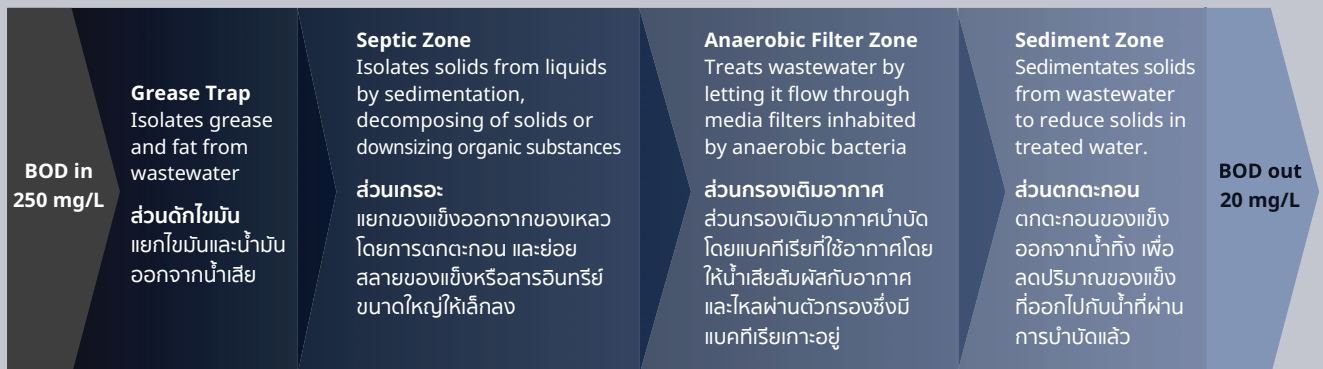 BOD in
250 mg/L
Grease Trap
Isolates grease
and fat from
wastewater
ส่วนดักไขมัน
แยกไขมันและน้ำมัน
ออกจากน้ำเสีย
Septic Zone
Isolates solids from liquids
by sedimentation,
decomposing of solids or
downsizing organic substances
ส่วนเกรอะ
แยกของแข็งออกจากของเหลว
โดยการตกตะกอน และย่อย
สลายของแข็งหรือสารอินทรีย์
ขนาดใหญ่ให้เล็กลง
Anaerobic Filter Zone
Treats wastewater by
letting it flow through
media filters inhabited
by anaerobic bacteria
ส่วนกรองเติมอากาศ
ส่วนกรองเติมอากาศบำบัด
โดยแบคทีเรียที่ใช้อากาศโดย
ให้น้ำเสียสัมผัสกับอากาศ
และไหลผ่านตัวกรองซึ่งมี
แบคทีเรียเกาะอยู่
Sediment Zone
Sedimentates solids
from wastewater
to reduce solids in
treated water.
ส่วนตกตะกอน
ตกตะกอนของแข็ง
ออกจากน้ำทิ้ง เพื่อ
ลดปริมาณของแข็ง
ที่ออกไปกับน้ำที่ผ่าน
การบำบัดแล้ว
BOD out
20 mg/L